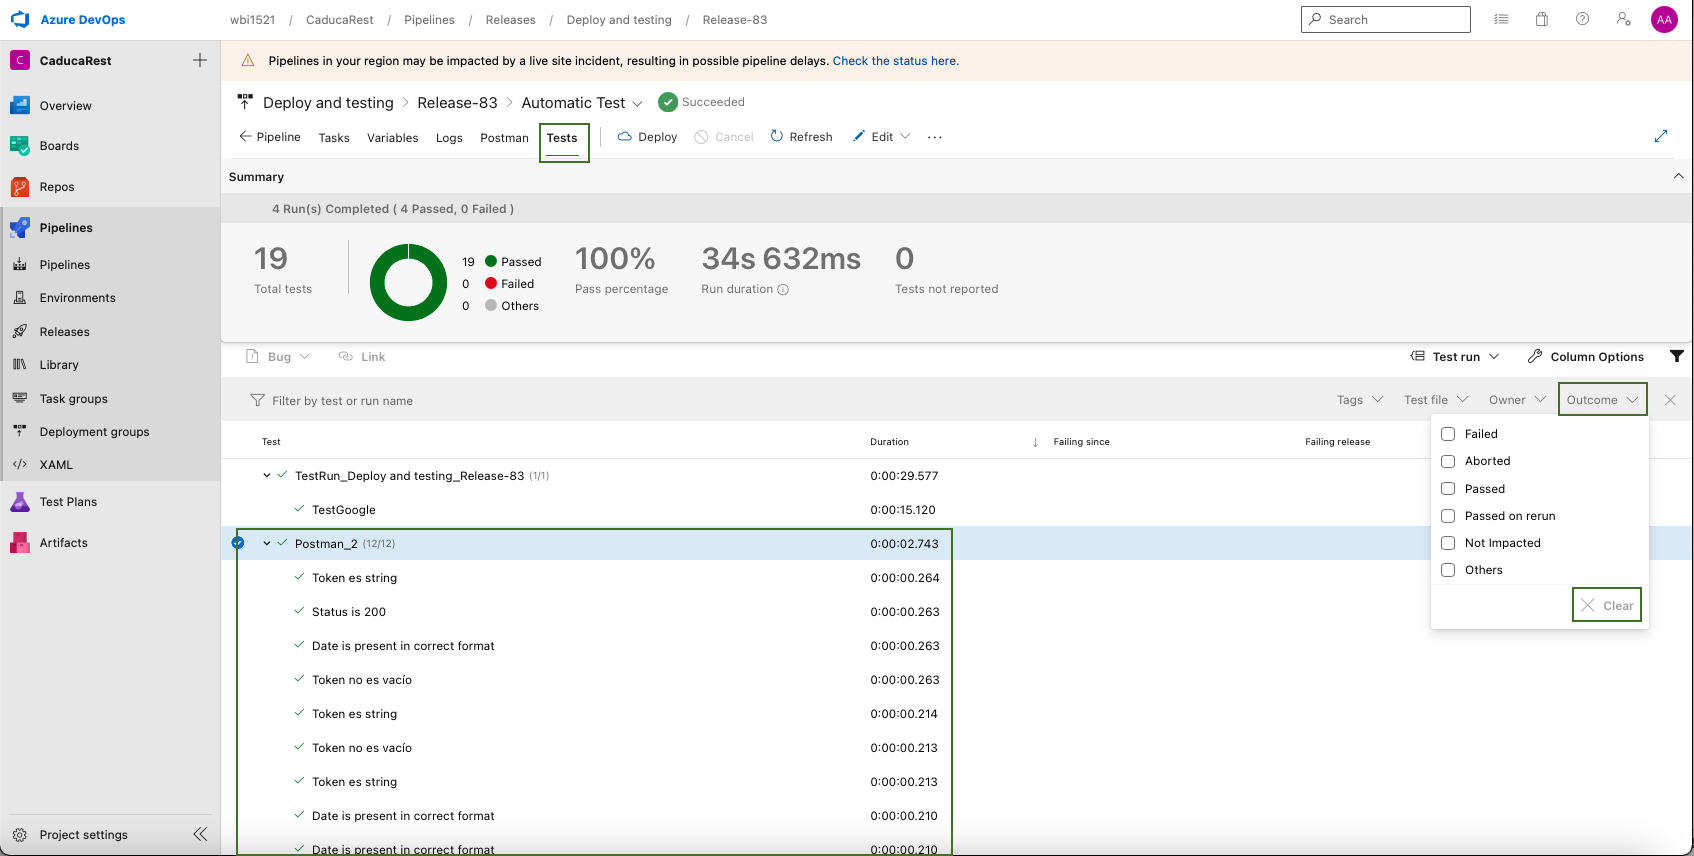 Azure DevOps
wbi1521 / CaducaRest / Pipelines / Releases / Deploy and testing / Release-83
Search
AA
C CaducaRest
Pipelines in your region may be impacted by a live site incident, resulting in possible pipeline delays. Check the status here.
Overview
Boards
Repos
Pipelines
Pipelines
Environments
Releases
Library
Task groups
Deployment groups
XAML
Test Plans
Artifacts
Project settings
Deploy and testing > Release-83 > Automatic Test Succeeded
Pipeline Tasks Variables Logs Postman Tests Deploy Cancel Refresh Edit ...
Summary
4 Run(s) Completed ( 4 Passed, 0 Failed )
19
Total tests
19 Passed
0 Failed
0 Others
100%
Pass percentage
34s 632ms
Run duration
0
Tests not reported
Bug Link Test run Column Options
Filter by test or run name Tags Test file Owner Outcome
Failed
Aborted
Passed
Passed on rerun
Not Impacted
Others
Clear
Test Duration Failing since Failing release
TestRun_Deploy and testing_Release-83 (1/1) 0:00:29.577
TestGoogle 0:00:15.120
Postman_2 (12/12) 0:00:02.743
Token es string 0:00:00.264
Status is 200 0:00:00.263
Date is present in correct format 0:00:00.263
Token no es vacío 0:00:00.263
Token es string 0:00:00.214
Token no es vacío 0:00:00.213
Token es string 0:00:00.213
Date is present in correct format 0:00:00.210
Date is present in correct format 0:00:00.210